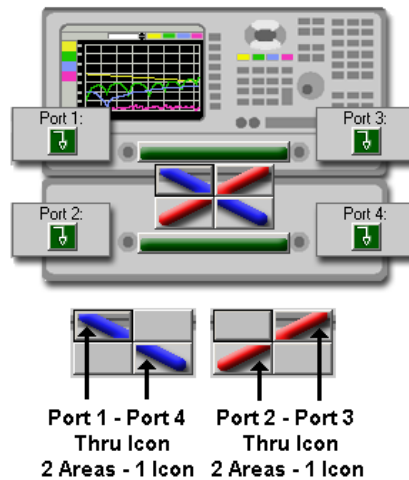 Port 1:
Port 3:
Port 2:
Port 4:
Port 1 - Port 4
Thru Icon
2 Areas - 1 Icon
Port 2 - Port 3
Thru Icon
2 Areas - 1 Icon